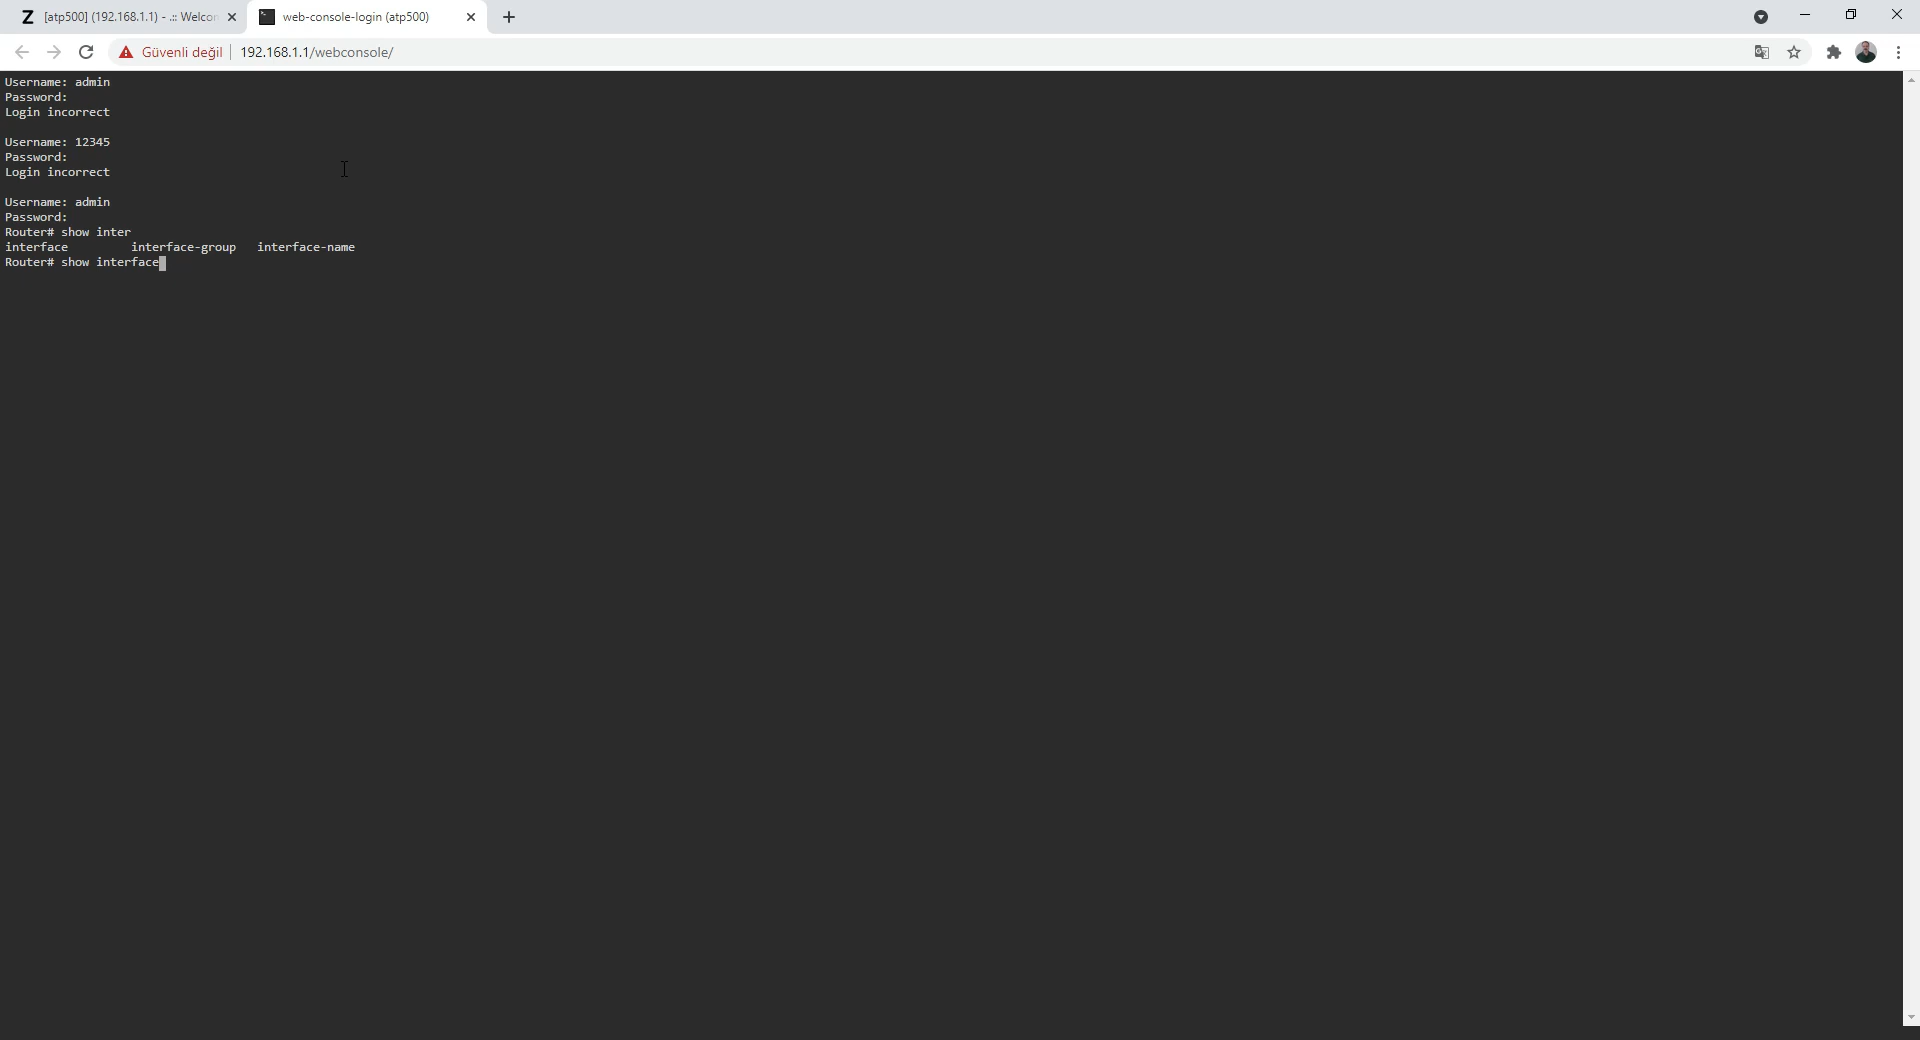 [atp500] (192.168.1.1) - .:: Welcor
web-console-login (atp500)
Güvenli değil
192.168.1.1/webconsole/
Username: admin
Password:
Login incorrect
Username: 12345
Password:
Login incorrect
Username: admin
Password:
Router# show inter
interface interface-group interface-name
Router# show interface